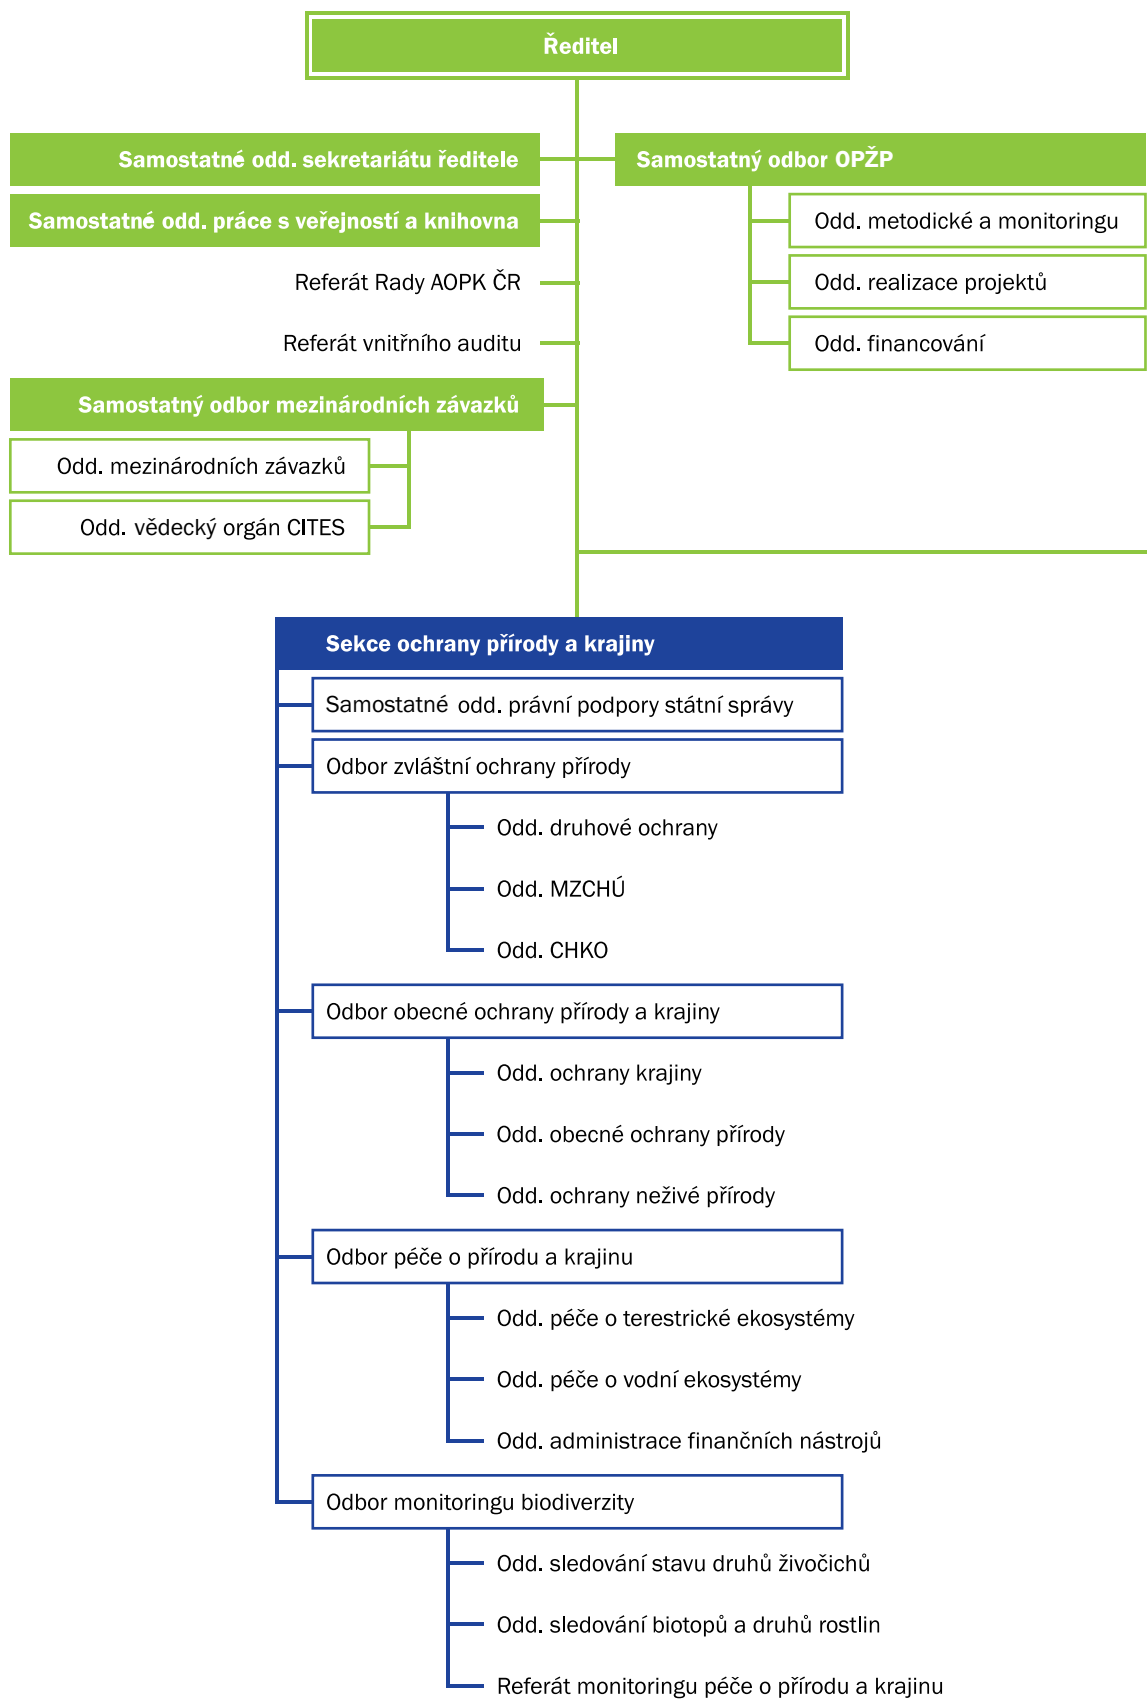 Ředitel
Samostatné odd. sekretariátu ředitele
Samostatný odbor OPŽP
Samostatné odd. práce s veřejností a knihovna
Odd. metodické a monitoringu
Referát Rady AOPK ČR
Odd. realizace projektů
Referát vnitřního auditu
Odd. financování
Samostatný odbor mezinárodních závazků
Odd. mezinárodních závazků
Odd. vědecký orgán CITES
Sekce ochrany přírody a krajiny
Samostatné odd. právní podpory státní správy
Odbor zvláštní ochrany přírody
Odd. druhové ochrany
Odd. MZCHÚ
Odd. CHKO
Odbor obecné ochrany přírody a krajiny
Odd. ochrany krajiny
Odd. obecné ochrany přírody
Odd. ochrany neživé přírody
Odbor péče o přírodu a krajinu
Odd. péče o terestrické ekosystémy
Odd. péče o vodní ekosystémy
Odd. administrace finančních nástrojů
Odbor monitoringu biodiverzity
Odd. sledování stavu druhů živočichů
Odd. sledování biotopů a druhů rostlin
Referát monitoringu péče o přírodu a krajinu